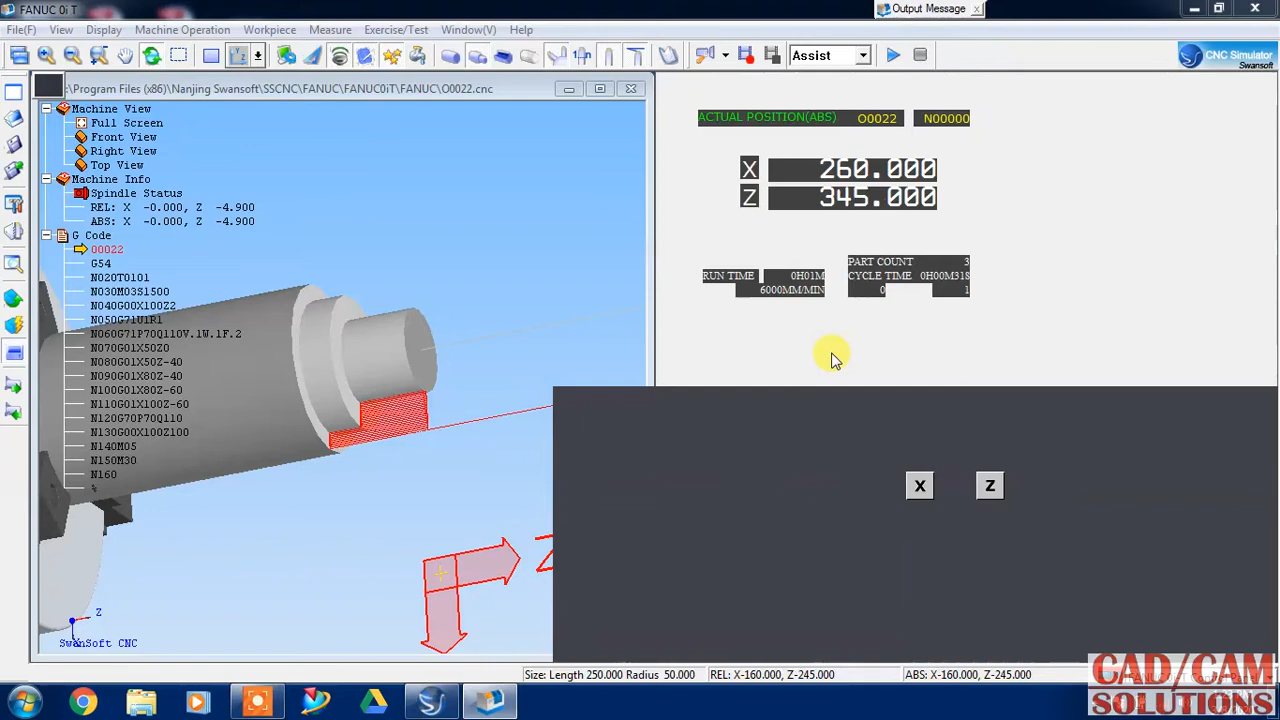 FANUC 0i T
Output Message
File(F) View Display Machine Operation Workpiece Measure Exercise/Test Window(V) Help
Assist
CNC Simulator
Swansoft
:\Program Files (x86)\Nanjing Swansoft\SSCNC\FANUC\FANUC0iT\FANUC\O0022.cnc
Machine View
Full Screen
Front View
Right View
Top View
Machine Info
Spindle Status
REL: X -0.000, Z -4.900
ABS: X -0.000, Z -4.900
G Code
O0022
G54
N020T0101
N030M03S1500
N040G00X100Z2
N050G71U1R1
N060G71P70Q110V.1W.1F.2
N070G01X50Z0
N080G01X50Z-40
N090G01X80Z-40
N100G01X80Z-60
N110G01X100Z-60
N120G70P70Q110
N130G00X100Z100
N140M05
N150M30
N160
%
ACTUAL POSITION(ABS) O0022 N00000
X 260.000
Z 345.000
PART COUNT 3
RUN TIME 0H01M CYCLE TIME 0H00M31S
6000MM/MIN 0 1
X Z
Z
Z
SwanSoft CNC
Size: Length 250.000 Radius 50.000 REL: X-160.000, Z-245.000 ABS: X-160.000, Z-245.000
CAD/CAM
SOLUTIONS